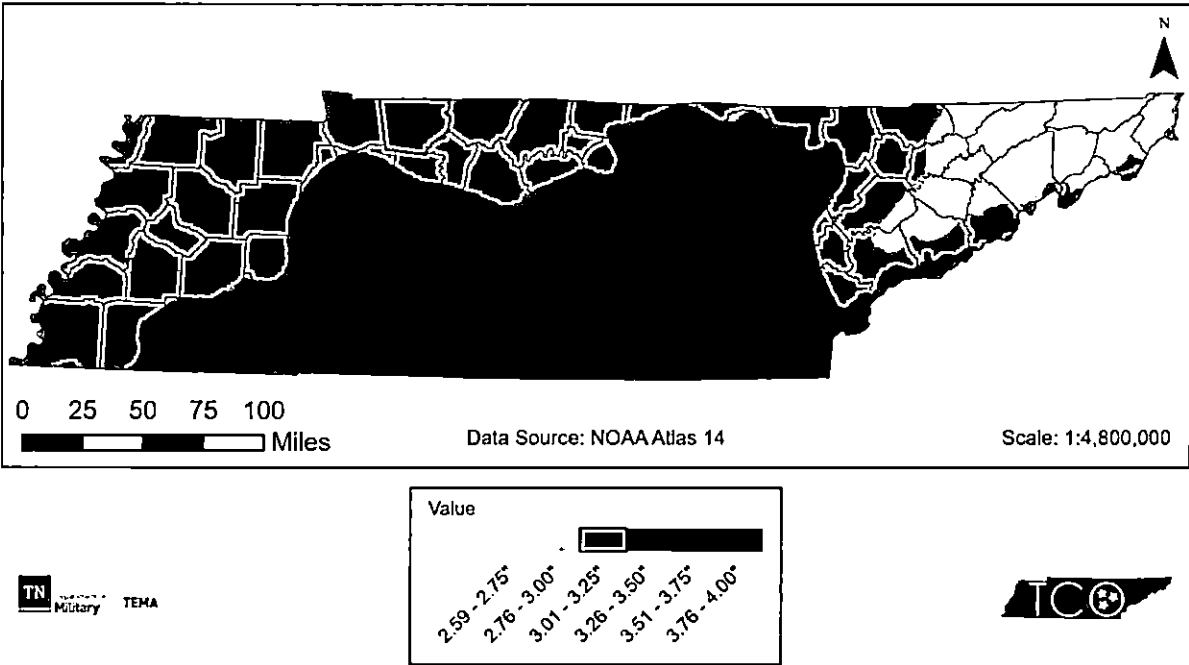 N
0 25 50 75 100
Miles
Data Source: NOAA Atlas 14
Scale: 1:4,800,000
Value
2.59 - 2.75"
2.76 - 3.00"
3.01 - 3.25"
3.26 - 3.50"
3.51 - 3.75"
3.76 - 4.00"
TN
Military
TEMA
TCO